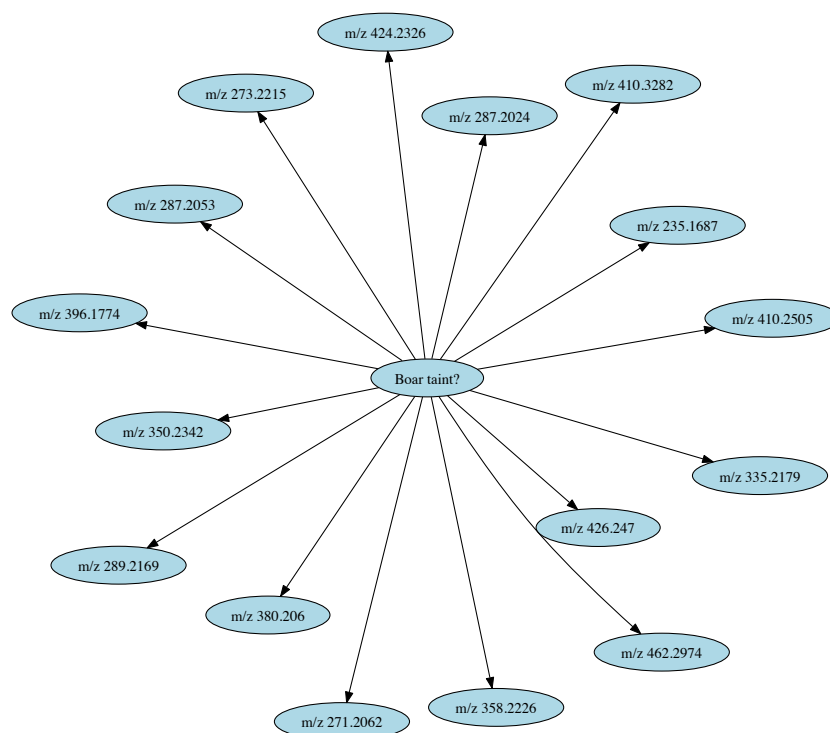 m/z 424.2326
m/z 410.3282
m/z 273.2215
m/z 287.2024
m/z 287.2053
m/z 235.1687
m/z 396.1774
m/z 410.2505
Boar taint?
m/z 350.2342
m/z 335.2179
m/z 426.247
m/z 289.2169
m/z 380.206
m/z 462.2974
m/z 358.2226
m/z 271.2062